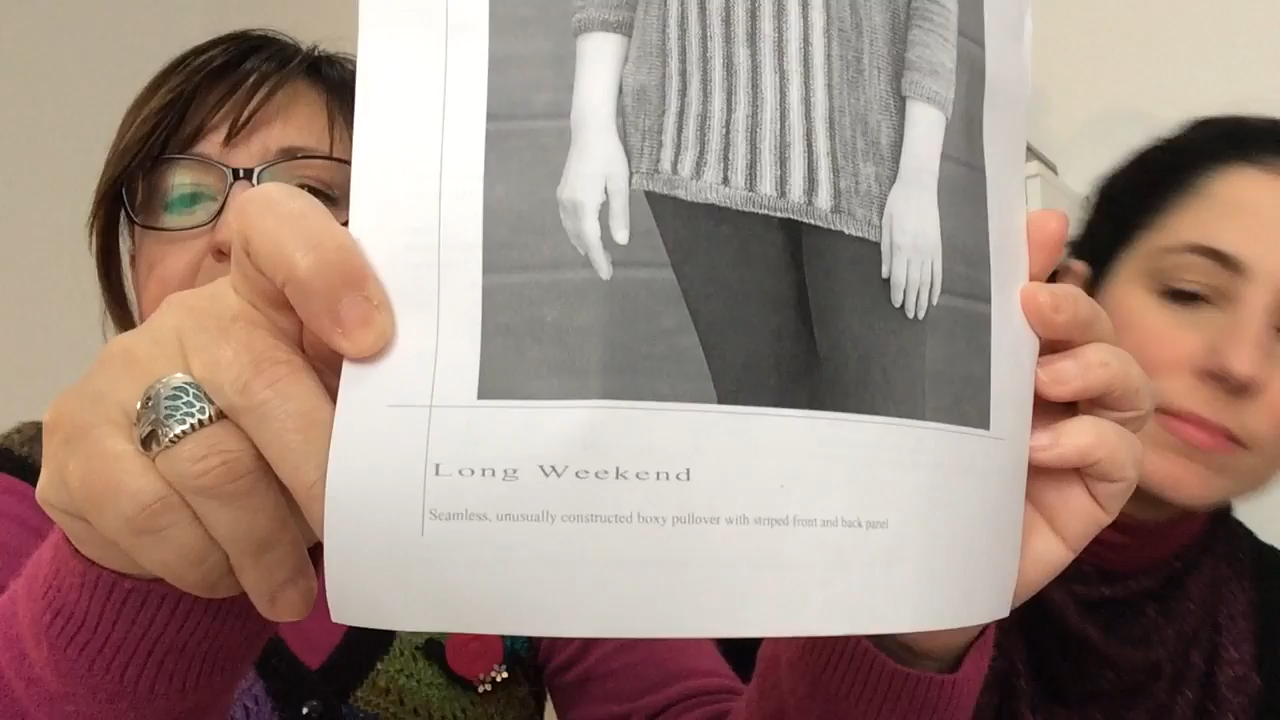 Long Weekend
Seamless, unusually constructed boxy pullover with striped front and back panel